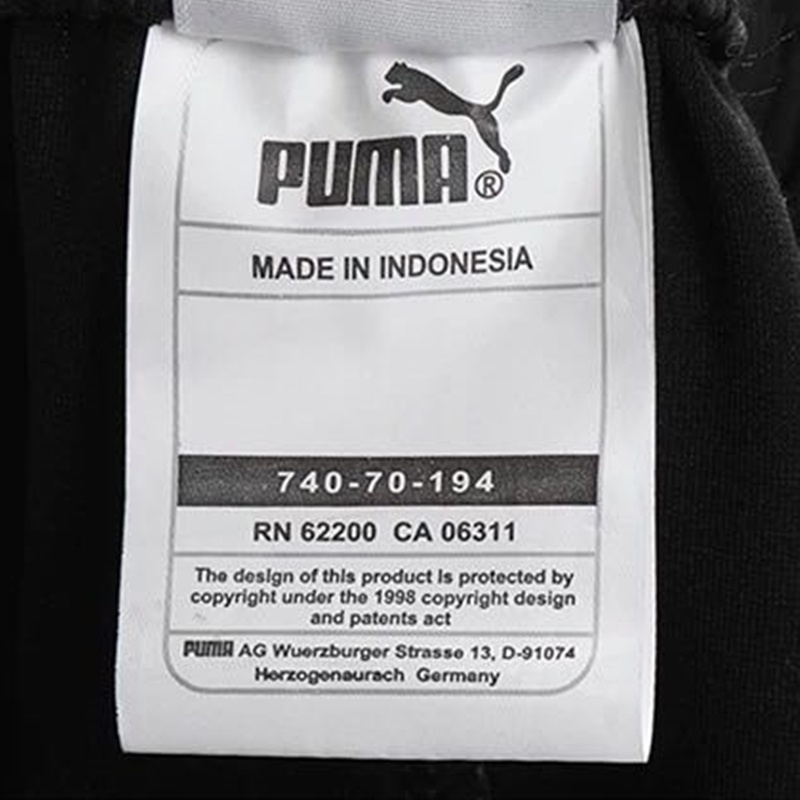 PUMA®
MADE IN INDONESIA
740-70-194
RN 62200 CA 06311
The design of this product is protected by
copyright under the 1998 copyright design
and patents act
PUMA AG Wuerzburger Strasse 13, D-91074
Herzogenaurach Germany